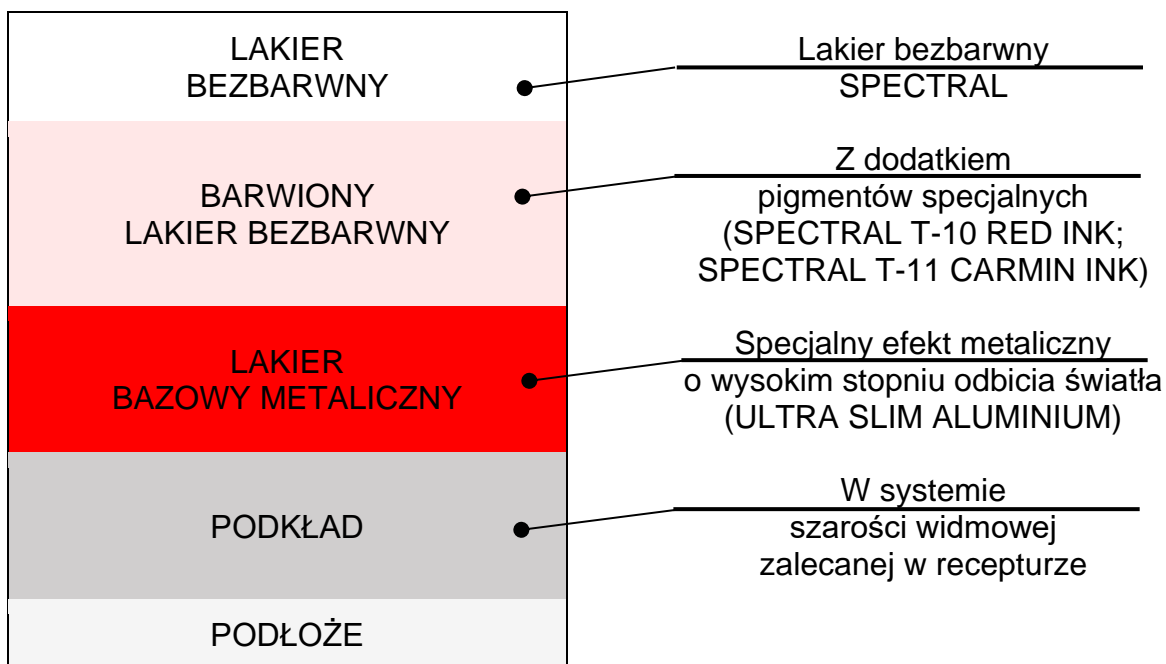 LAKIER
BEZBARWNY
Lakier bezbarwny
SPECTRAL
BARWIONY
LAKIER BEZBARWNY
Z dodatkiem
pigmentów specjalnych
(SPECTRAL T-10 RED INK;
SPECTRAL T-11 CARMIN INK)
LAKIER
BAZOWY METALICZNY
Specjalny efekt metaliczny
o wysokim stopniu odbicia światła
(ULTRA SLIM ALUMINIUM)
PODKŁAD
W systemie
szarości widmowej
zalecanej w recepturze
PODŁOŻE